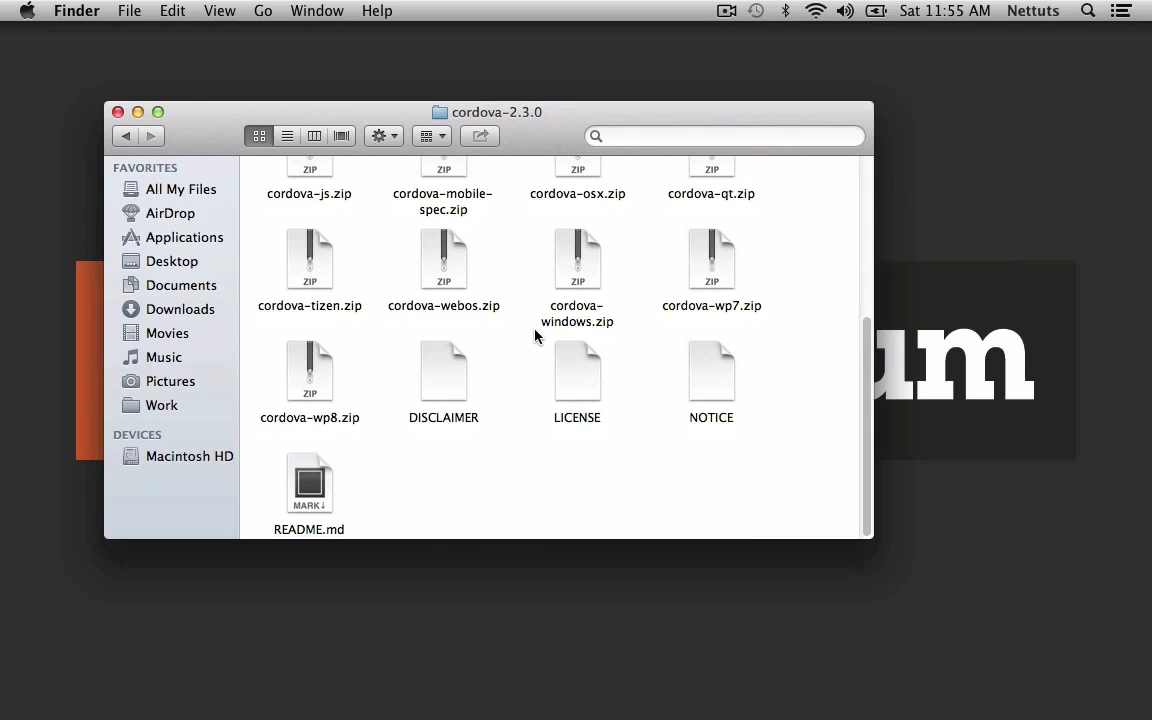 Finder File Edit View Go Window Help Sat 11:55 AM Nettuts
cordova-2.3.0
FAVORITES
All My Files
AirDrop
Applications
Desktop
Documents
Downloads
Movies
Music
Pictures
Work
DEVICES
Macintosh HD
ZIP ZIP ZIP ZIP
cordova-js.zip cordova-mobile- cordova-osx.zip cordova-qt.zip
spec.zip
ZIP ZIP ZIP ZIP
cordova-tizen.zip cordova-webos.zip cordova- cordova-wp7.zip
windows.zip
ZIP
cordova-wp8.zip DISCLAIMER LICENSE NOTICE
MARK↓
README.md
um